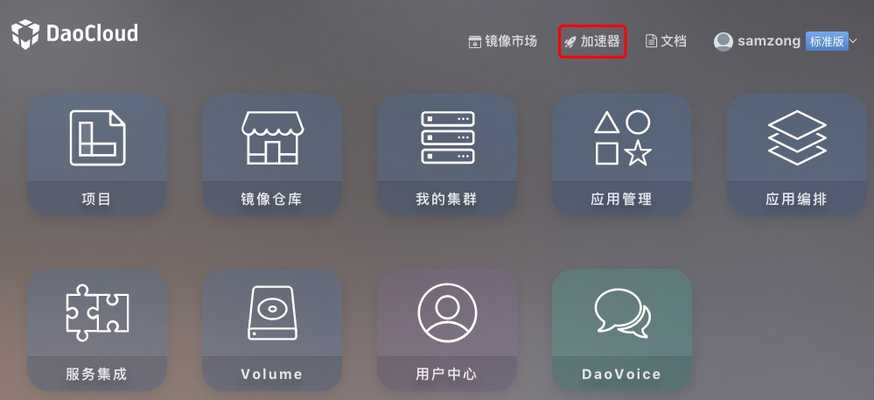 DaoCloud
镜像市场 加速器 文档 samzong 标准版
项目 镜像仓库 我的集群 应用管理 应用编排
服务集成 Volume 用户中心 DaoVoice